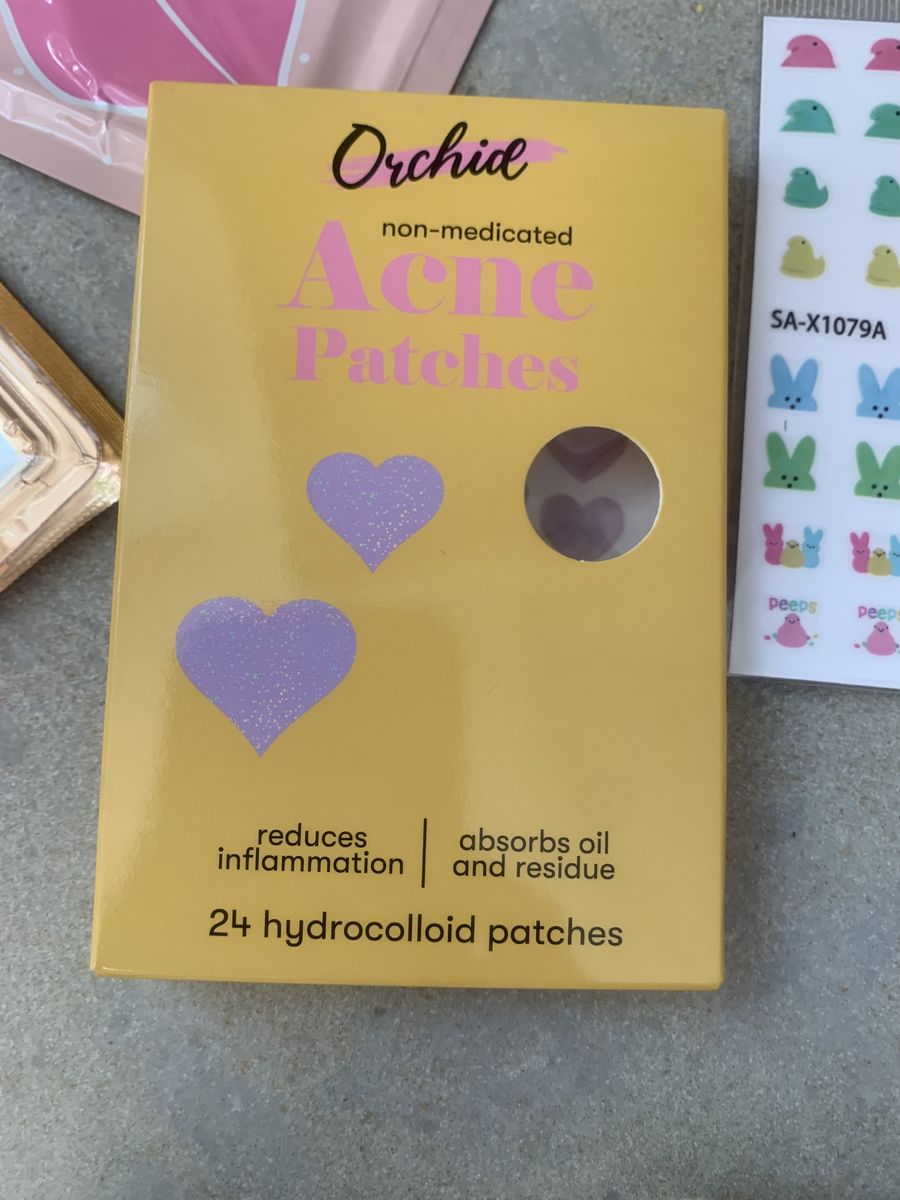 Orchid
non-medicated
Acne
Patches
reduces
inflammation
absorbs oil
and residue
24 hydrocolloid patches
SA-X1079A
PEEPS
PEEPS